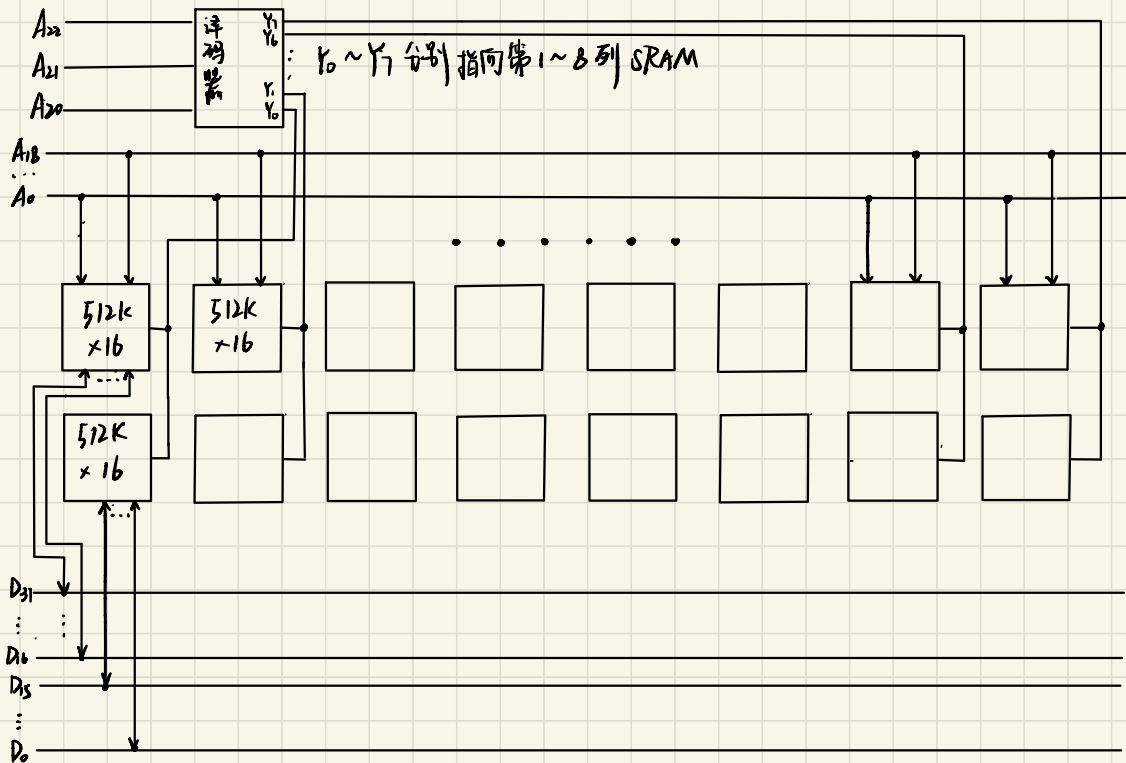 A₂₂
A₂₁
A₂₀
译码器
Y₇
Y₆
⋮
Y₁
Y₀
Y₀~Y₇ 分别指向第1~8列 SRAM
A₁₈
...
A₀
512K
×16
512K
×16
...
512K
×16
...
D₃₁
⋮
D₁₆
D₁₅
⋮
D₀